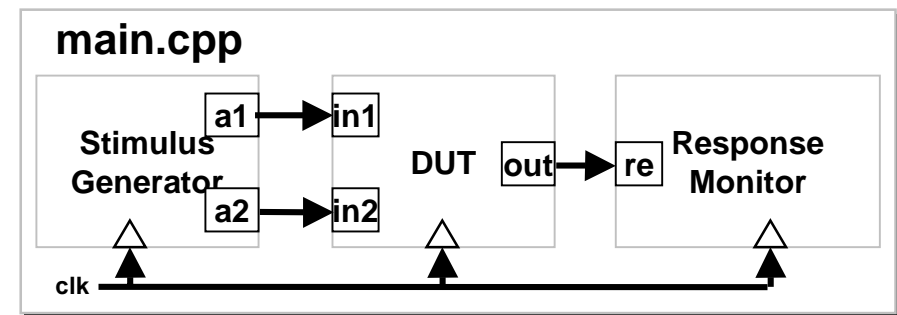 main.cpp
a1
in1
Stimulus
Generator
DUT
out
re
Response
Monitor
a2
in2
clk